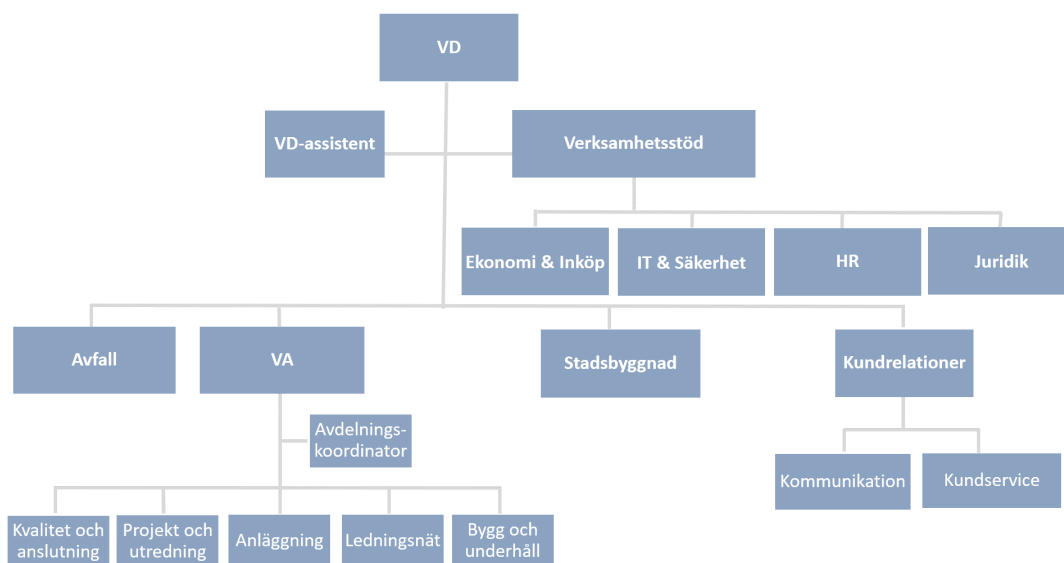 VD
VD-assistent
Verksamhetsstöd
Ekonomi & Inköp
IT & Säkerhet
HR
Juridik
Avfall
VA
Stadsbyggnad
Kundrelationer
Avdelnings-
koordinator
Kommunikation
Kundservice
Kvalitet och
anslutning
Projekt och
utredning
Anläggning
Ledningsnät
Bygg och
underhåll